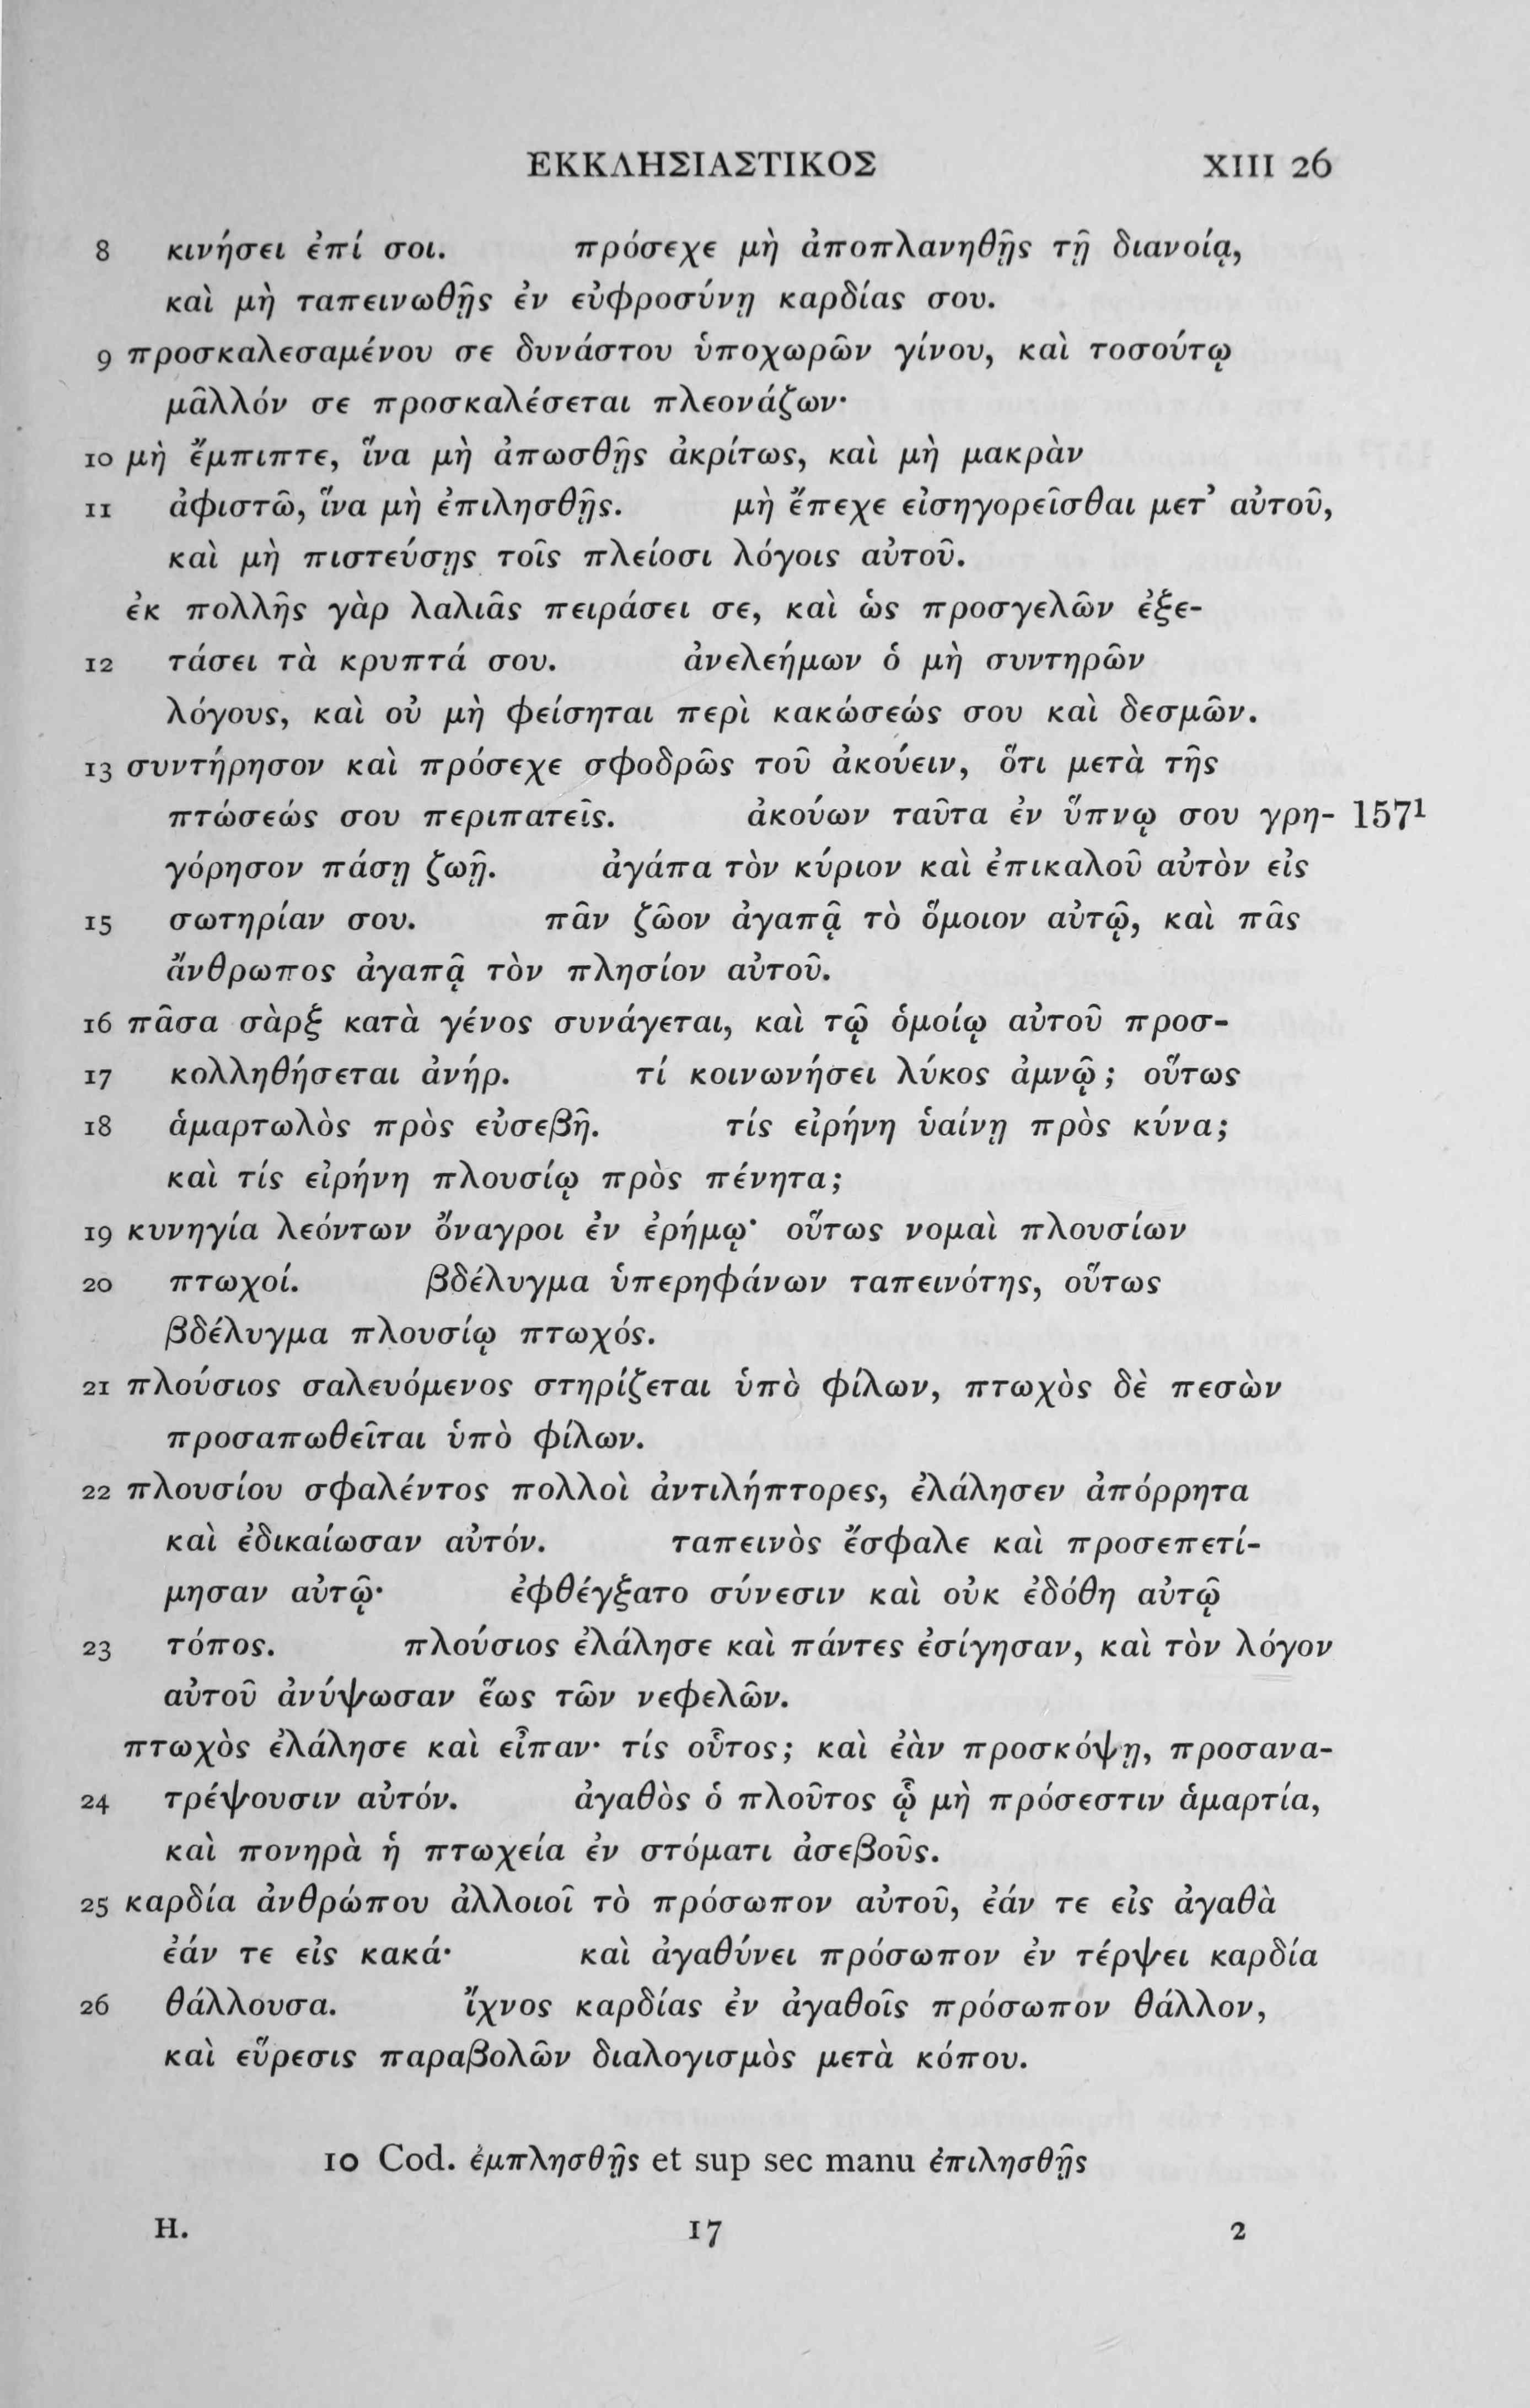 ΕΚΚΛΗΣΙΑΣΤΙΚΟΣ XIII 26
8 κινήσει ἐπί σοι. πρόσεχε μὴ ἀποπλανηθῇς τῇ διανοίᾳ,
καὶ μὴ ταπεινωθῇς ἐν εὐφροσύνῃ καρδίας σου.
9 προσκαλεσαμένου σε δυνάστου ὑποχωρῶν γίνου, καὶ τοσούτῳ
μᾶλλόν σε προσκαλέσεται πλεονάζων·
10 μὴ ἔμπιπτε, ἵνα μὴ ἀπωσθῇς ἀκρίτως, καὶ μὴ μακρὰν
11 ἀφιστῶ, ἵνα μὴ ἐπιλησθῇς. μὴ ἔπεχε εἰσηγορεῖσθαι μετ’ αὐτοῦ,
καὶ μὴ πιστεύσῃς τοῖς πλείοσι λόγοις αὐτοῦ.
ἐκ πολλῆς γὰρ λαλιᾶς πειράσει σε, καὶ ὡς προσγελῶν ἐξε-
12 τάσει τὰ κρυπτά σου. ἀνελεήμων ὁ μὴ συντηρῶν
λόγους, καὶ οὐ μὴ φείσηται περὶ κακώσεώς σου καὶ δεσμῶν.
13 συντήρησον καὶ πρόσεχε σφοδρῶς τοῦ ἀκούειν, ὅτι μετὰ τῆς
πτώσεώς σου περιπατεῖς. ἀκούων ταῦτα ἐν ὕπνῳ σου γρη- 157¹
γόρησον πάσῃ ζωῇ. ἀγάπα τὸν κύριον καὶ ἐπικαλοῦ αὐτὸν εἰς
15 σωτηρίαν σου. πᾶν ζῶον ἀγαπᾷ τὸ ὅμοιον αὐτῷ, καὶ πᾶς
ἄνθρωπος ἀγαπᾷ τὸν πλησίον αὐτοῦ.
16 πᾶσα σὰρξ κατὰ γένος συνάγεται, καὶ τῷ ὁμοίῳ αὐτοῦ προσ-
17 κολληθήσεται ἀνήρ. τί κοινωνήσει λύκος ἀμνῷ; οὕτως
18 ἁμαρτωλὸς πρὸς εὐσεβῆ. τίς εἰρήνη ὑαίνῃ πρὸς κύνα;
καὶ τίς εἰρήνη πλουσίῳ πρὸς πένητα;
19 κυνηγία λεόντων ὄναγροι ἐν ἐρήμῳ· οὕτως νομαὶ πλουσίων
20 πτωχοί. βδέλυγμα ὑπερηφάνων ταπεινότης, οὕτως
βδέλυγμα πλουσίῳ πτωχός.
21 πλούσιος σαλευόμενος στηρίζεται ὑπὸ φίλων, πτωχὸς δὲ πεσὼν
προσαπωθεῖται ὑπὸ φίλων.
22 πλουσίου σφαλέντος πολλοὶ ἀντιλήπτορες, ἐλάλησεν ἀπόρρητα
καὶ ἐδικαίωσαν αὐτόν. ταπεινὸς ἔσφαλε καὶ προσεπετί-
μησαν αὐτῷ· ἐφθέγξατο σύνεσιν καὶ οὐκ ἐδόθη αὐτῷ
23 τόπος. πλούσιος ἐλάλησε καὶ πάντες ἐσίγησαν, καὶ τὸν λόγον
αὐτοῦ ἀνύψωσαν ἕως τῶν νεφελῶν.
πτωχὸς ἐλάλησε καὶ εἶπαν· τίς οὗτος; καὶ ἐὰν προσκόψῃ, προσανα-
24 τρέψουσιν αὐτόν. ἀγαθὸς ὁ πλοῦτος ᾧ μὴ πρόσεστιν ἁμαρτία,
καὶ πονηρὰ ἡ πτωχεία ἐν στόματι ἀσεβοῦς.
25 καρδία ἀνθρώπου ἀλλοιοῖ τὸ πρόσωπον αὐτοῦ, ἐάν τε εἰς ἀγαθὰ
ἐάν τε εἰς κακά· καὶ ἀγαθύνει πρόσωπον ἐν τέρψει καρδία
26 θάλλουσα. ἴχνος καρδίας ἐν ἀγαθοῖς πρόσωπον θάλλον,
καὶ εὕρεσις παραβολῶν διαλογισμὸς μετὰ κόπου.
10 Cod. ἐμπλησθῇς et sup sec manu ἐπιλησθῇς
H. 17 2